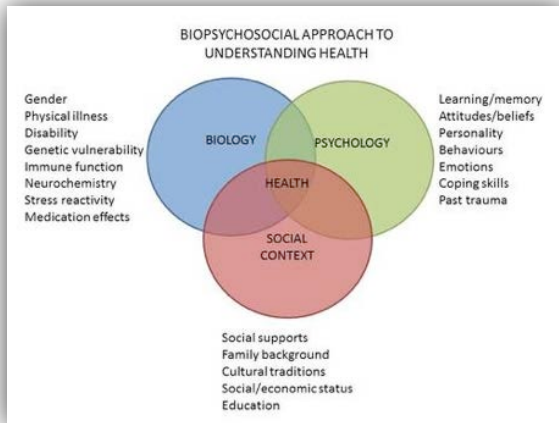 BIOPSYCHOSOCIAL APPROACH TO
UNDERSTANDING HEALTH
Gender
Physical illness
Disability
Genetic vulnerability
Immune function
Neurochemistry
Stress reactivity
Medication effects
BIOLOGY
PSYCHOLOGY
HEALTH
SOCIAL
CONTEXT
Learning/memory
Attitudes/beliefs
Personality
Behaviours
Emotions
Coping skills
Past trauma
Social supports
Family background
Cultural traditions
Social/economic status
Education